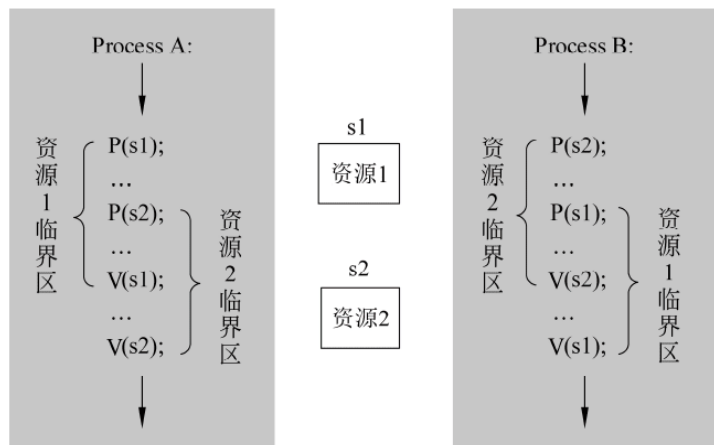 Process A:
资源1临界区
P(s1);
…
P(s2);
…
V(s1);
…
V(s2);
资源2临界区
s1
资源1
s2
资源2
Process B:
资源2临界区
P(s2);
…
P(s1);
…
V(s2);
…
V(s1);
资源1临界区